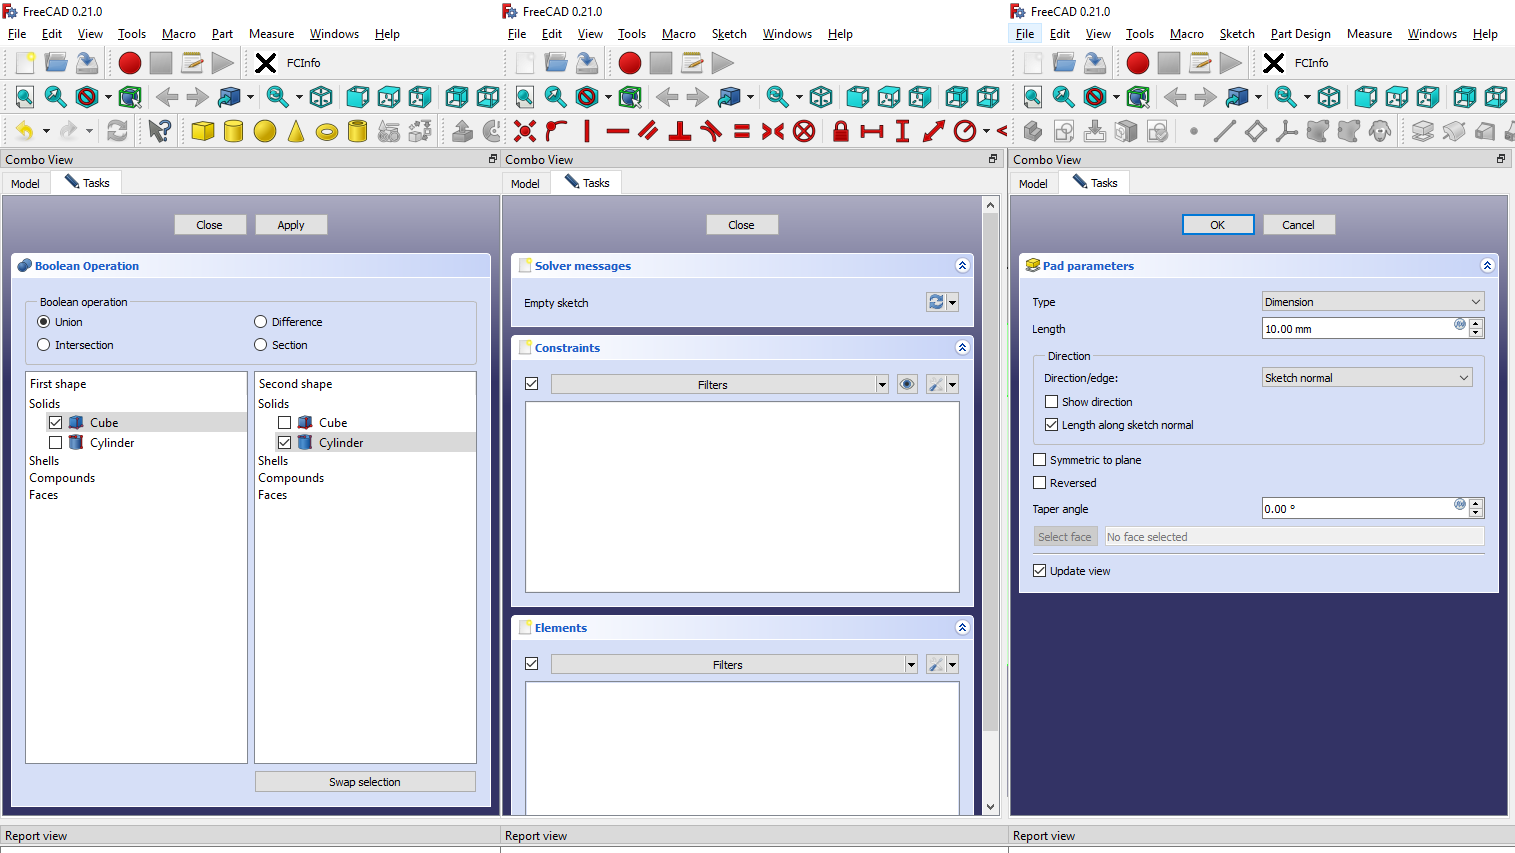 FreeCAD 0.21.0
File Edit View Tools Macro Part Measure Windows Help
FCInfo
Combo View
Model Tasks
Close Apply
Boolean Operation
Boolean operation
Union Difference
Intersection Section
First shape Second shape
Solids Solids
Cube Cube
Cylinder Cylinder
Shells Shells
Compounds Compounds
Faces Faces
Swap selection
Report view
FreeCAD 0.21.0
File Edit View Tools Macro Sketch Windows Help
Combo View
Model Tasks
Close
Solver messages
Empty sketch
Constraints
Filters
Elements
Filters
Report view
FreeCAD 0.21.0
File Edit View Tools Macro Sketch Part Design Measure Windows Help
FCInfo
Combo View
Model Tasks
OK Cancel
Pad parameters
Type Dimension
Length 10.00 mm
Direction
Direction/edge: Sketch normal
Show direction
Length along sketch normal
Symmetric to plane
Reversed
Taper angle 0.00 °
Select face No face selected
Update view
Report view